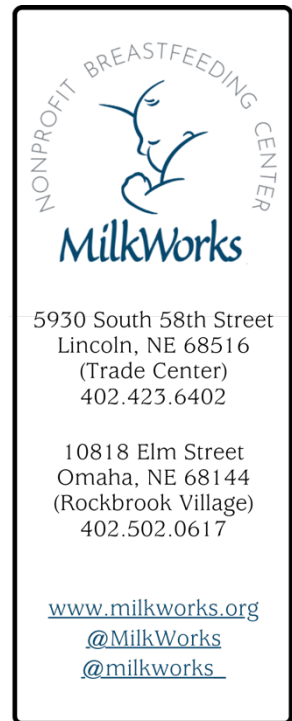 NONPROFIT BREASTFEEDING CENTER
MilkWorks
5930 South 58th Street
Lincoln, NE 68516
(Trade Center)
402.423.6402
10818 Elm Street
Omaha, NE 68144
(Rockbrook Village)
402.502.0617
www.milkworks.org
@MilkWorks
@milkworks_